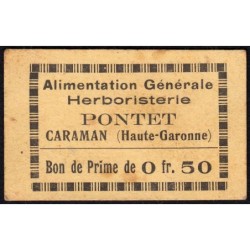 Alimentation Générale
Herboristerie
PONTET
CARAMAN (Haute-Garonne)
Bon de Prime de 0 fr. 50